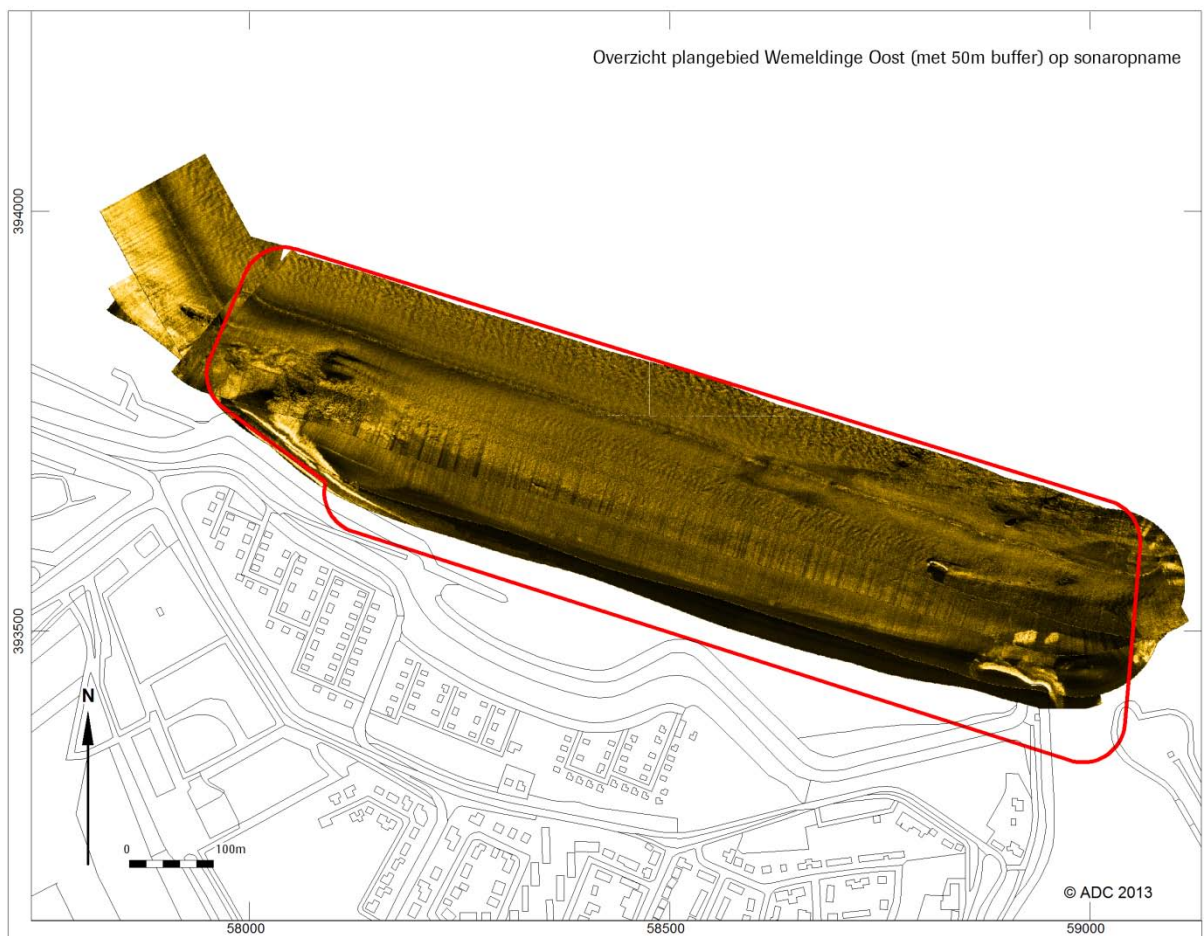 Overzicht plangebied Wemeldinge Oost (met 50m buffer) op sonaropname
394000
393500
N
0 100m
© ADC 2013
58000 58500 59000